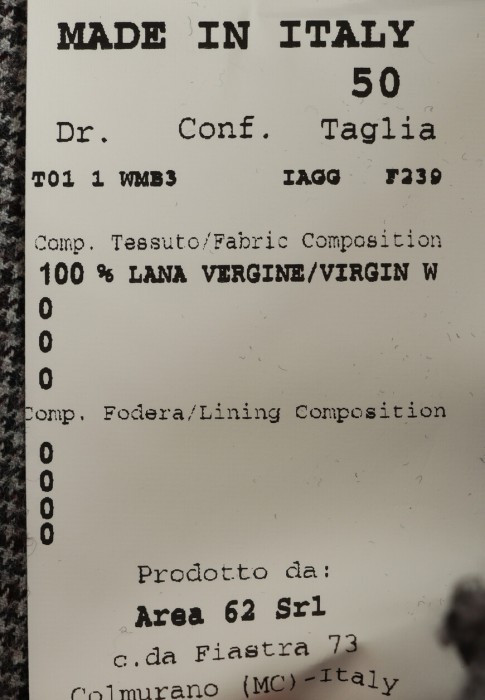 MADE IN ITALY
50
Dr. Conf. Taglia
T01 1 WMB3 IAGG F239
Comp. Tessuto/Fabric Composition
100 % LANA VERGINE/VIRGIN W
0
0
0
Comp. Fodera/Lining Composition
0
0
0
0
Prodotto da:
Area 62 Srl
c.da Fiastra 73
Colmurano (MC)-Italy